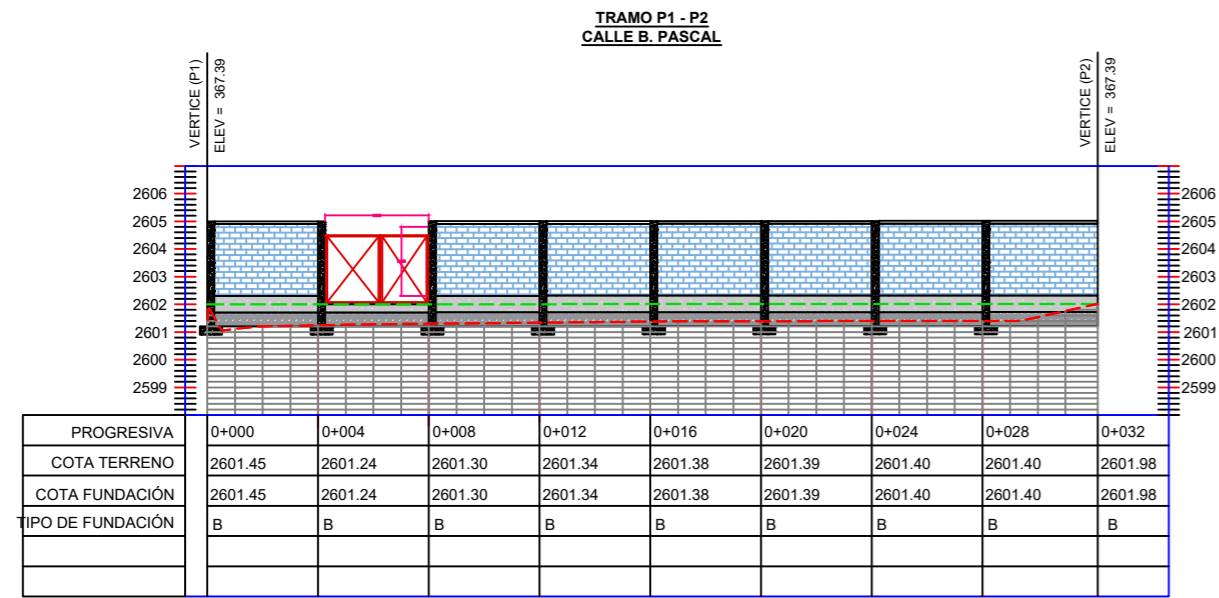 TRAMO P1 - P2
CALLE B. PASCAL
VERTICE (P1)
ELEV = 367.39
VERTICE (P2)
ELEV = 367.39
2606 2606
2605 2605
2604 2604
2603 2603
2602 2602
2601 2601
2600 2600
2599 2599
PROGRESIVA 0+000 0+004 0+008 0+012 0+016 0+020 0+024 0+028 0+032
COTA TERRENO 2601.45 2601.24 2601.30 2601.34 2601.38 2601.39 2601.40 2601.40 2601.98
COTA FUNDACIÓN 2601.45 2601.24 2601.30 2601.34 2601.38 2601.39 2601.40 2601.40 2601.98
TIPO DE FUNDACIÓN B B B B B B B B B